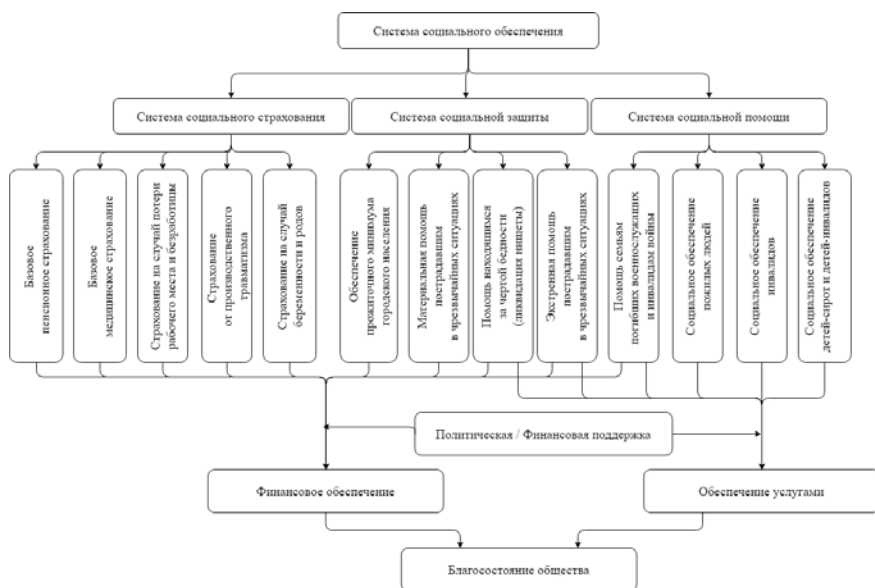 Система социального обеспечения
Система социального страхования
Система социальной защиты
Система социальной помощи
Базовое
пенсионное страхование
Базовое
медицинское страхование
Страхование на случай потери
рабочего места и безработицы
Страхование
от производственного
травматизма
Страхование на случай
беременности и родов
Обеспечение
прожиточного минимума
городского населения
Материальная помощь
пострадавшим
в чрезвычайных ситуациях
Помощь находящимся
за чертой бедности
(ликвидация нищеты)
Экстренная помощь
пострадавшим
в чрезвычайных ситуациях
Помощь семьям
погибших военнослужащих
и инвалидам войны
Социальное обеспечение
пожилых людей
Социальное обеспечение
инвалидов
Социальное обеспечение
детей-сирот и детей-инвалидов
Политическая / Финансовая поддержка
Финансовое обеспечение
Обеспечение услугами
Благосостояние общества